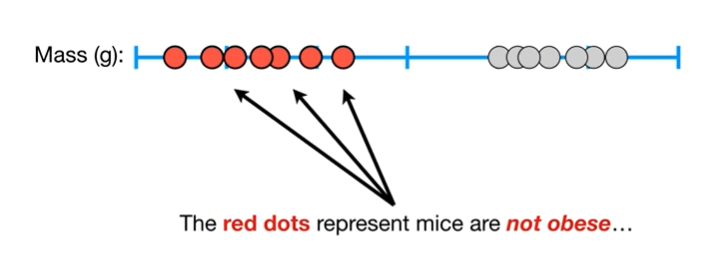 Mass (g):
The red dots represent mice are not obese...